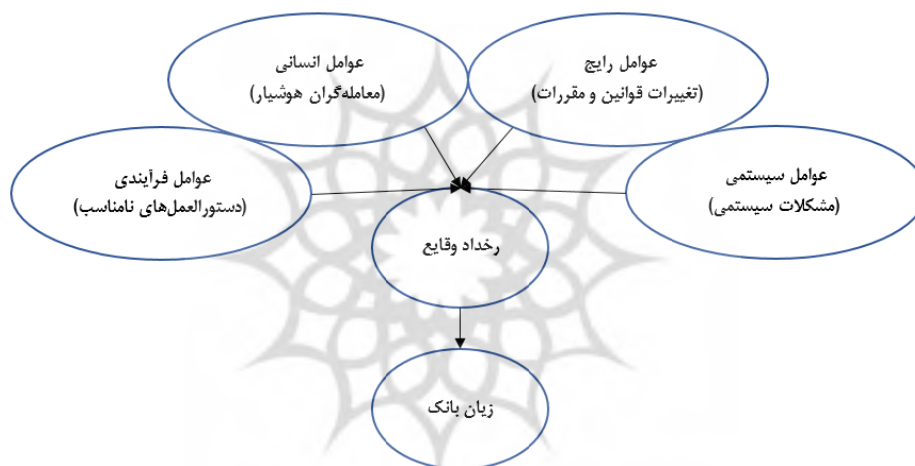 عوامل رایج
(تغییرات قوانین و مقررات)
عوامل انسانی
(معامله‌گران هوشیار)
عوامل سیستمی
(مشکلات سیستمی)
عوامل فرآیندی
(دستورالعمل‌های نامناسب)
رخداد وقایع
زیان بانک